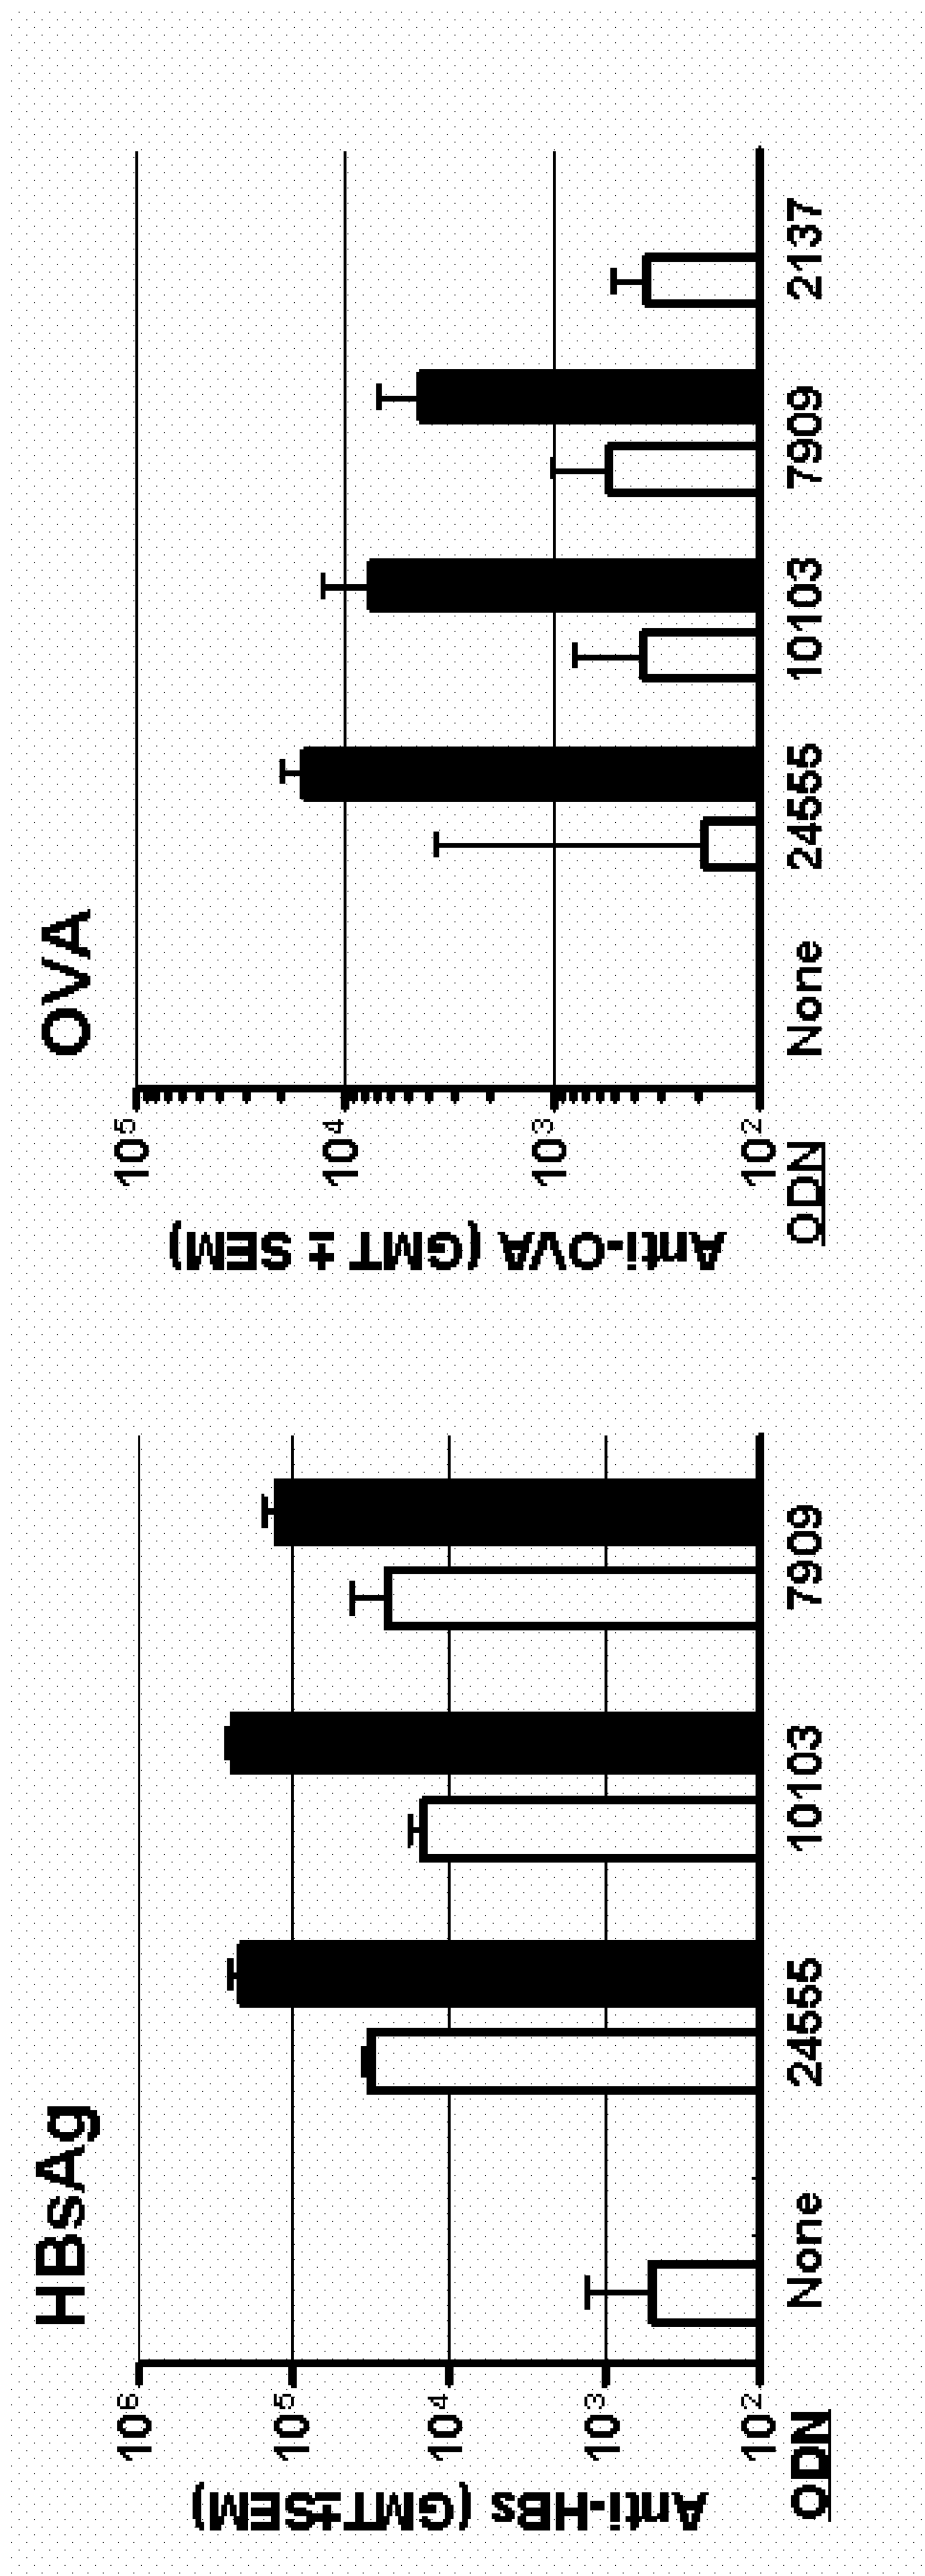 HBsAg
Anti-HBs (GMT±SEM)
10⁶
10⁵
10⁴
10³
10²
ODN None 24555 10103 7909
OVA
Anti-OVA (GMT ± SEM)
10⁵
10⁴
10³
10²
ODN None 24555 10103 7909 2137